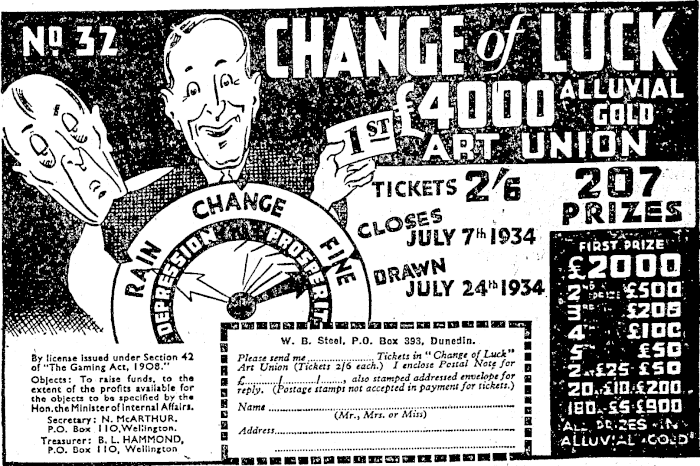 No 32
CHANGE of LUCK
£4000 ALLUVIAL
GOLD
ART UNION
1ST
TICKETS 2/6
CLOSES
JULY 7th 1934
DRAWN
JULY 24th 1934
207
PRIZES
RAIN CHANGE FINE
DEPRESSION PROSPERITY
FIRST PRIZE
£2000
2ND PRIZE £500
3RD £200
4TH £100
5TH £50
2 - £25 - £50
20 - £10 - £200
180 - £5 - £900
ALL PRIZES IN
ALLUVIAL GOLD
By license issued under Section 42
of "The Gaming Act, 1908."
Objects: To raise funds, to the
extent of the profits available for
the objects to be specified by the
Hon. the Minister of Internal Affairs.
Secretary: N. McARTHUR,
P.O. Box 110, Wellington.
Treasurer: B. L. HAMMOND,
P.O. Box 110, Wellington
W. B. Steel, P.O. Box 393, Dunedin.
Please send me ............ Tickets in "Change of Luck"
Art Union (Tickets 2/6 each.) I enclose Postal Note for
£ ....../....../......, also stamped addressed envelope for
reply. (Postage stamps not accepted in payment for tickets.)
Name ............
(Mr., Mrs. or Miss)
Address ............